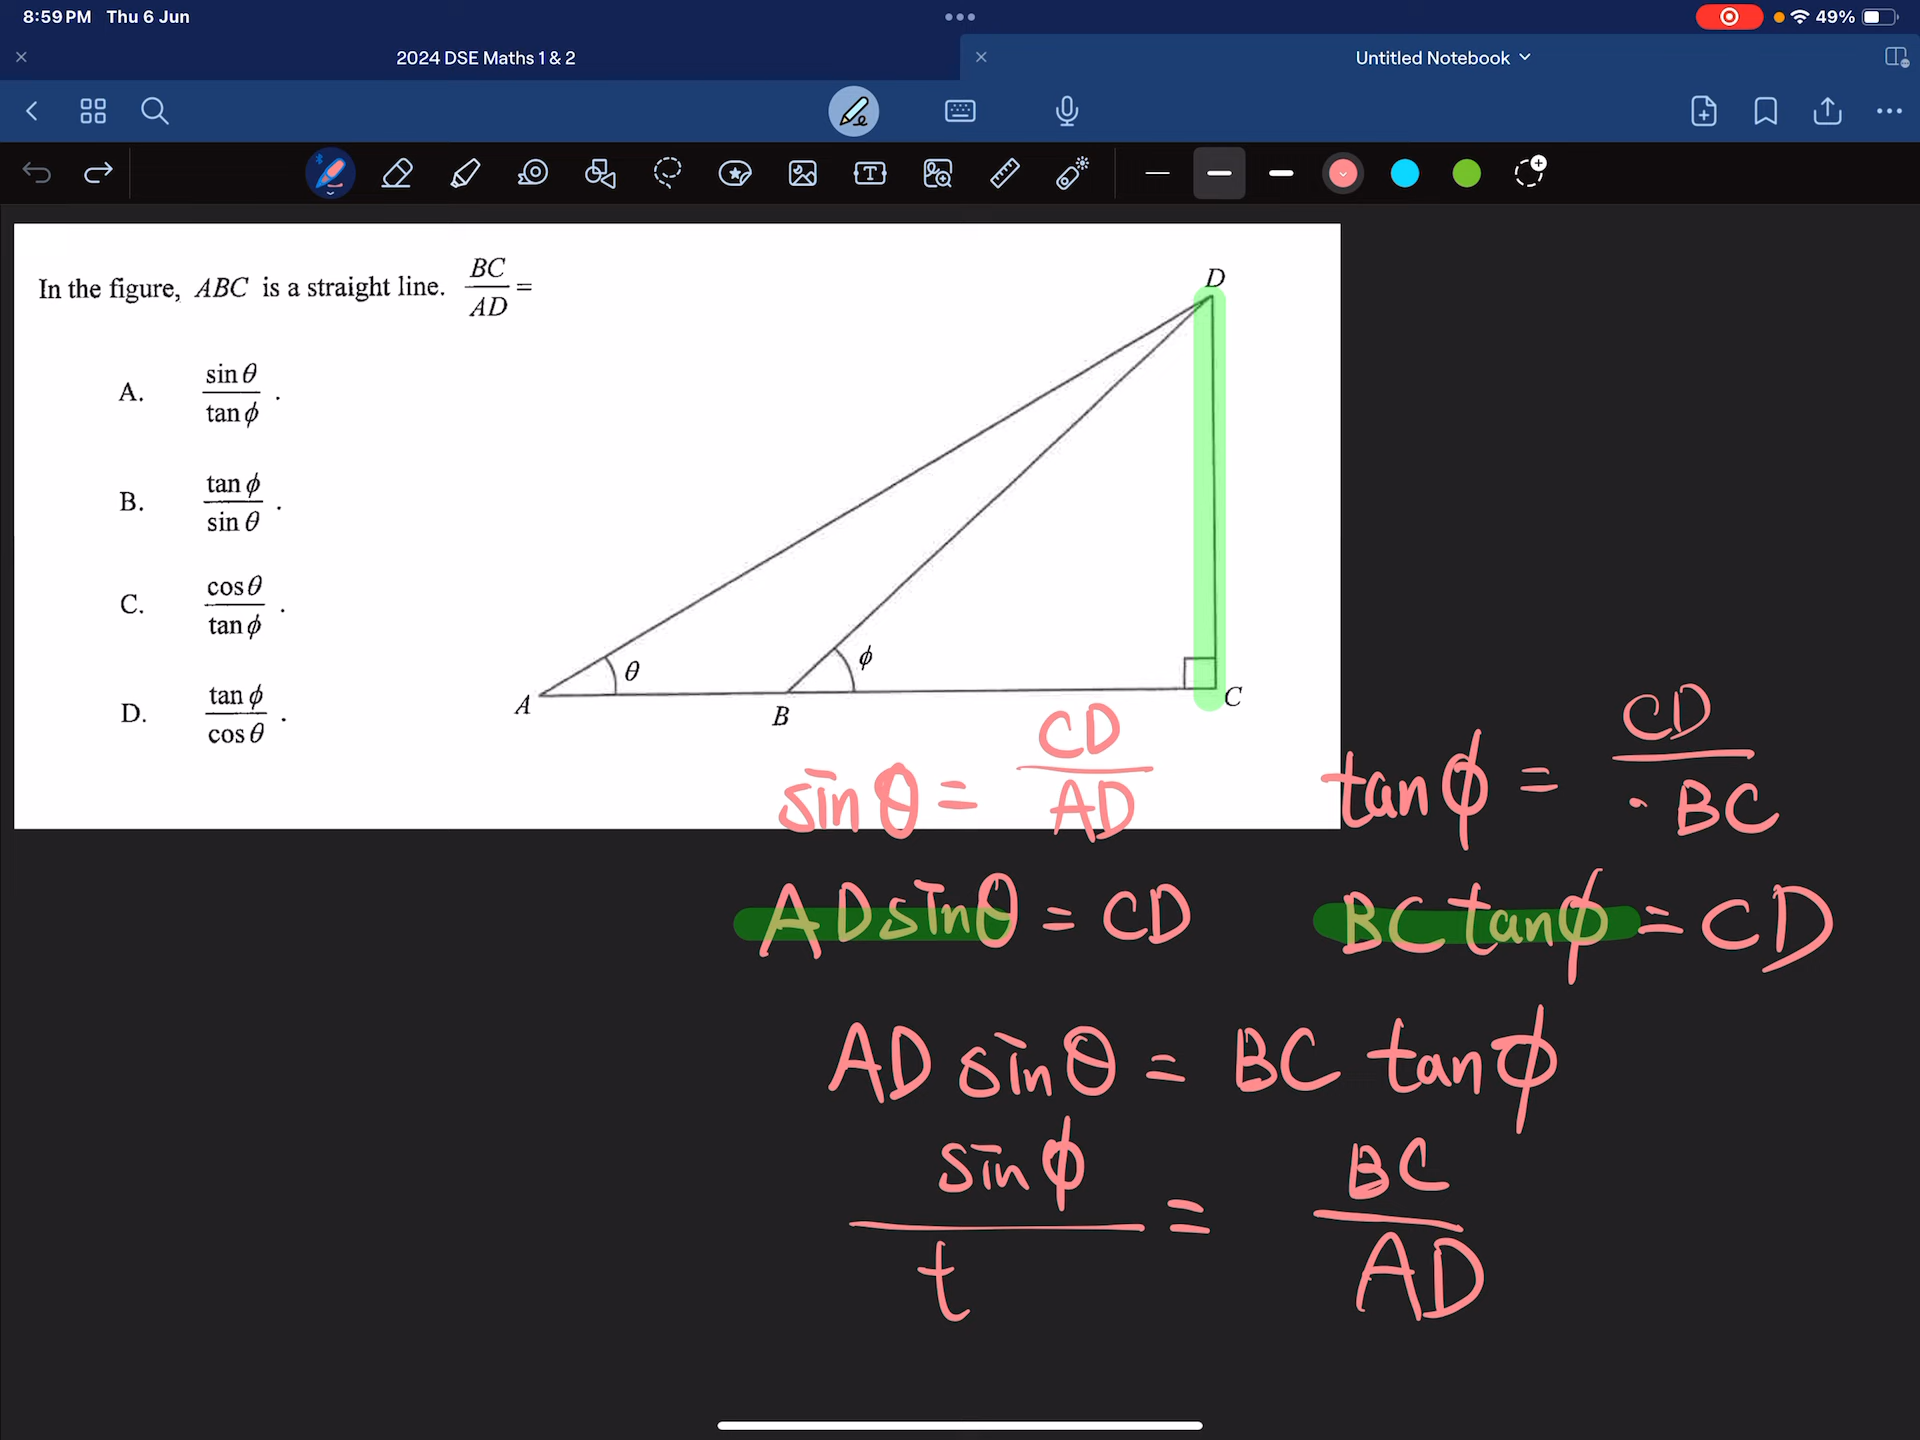 8:59 PM Thu 6 Jun
49%
2024 DSE Maths 1 & 2
Untitled Notebook
In the figure, ABC is a straight line. BC/AD =
A. sin θ/tan ϕ .
B. tan ϕ/sin θ .
C. cos θ/tan ϕ .
D. tan ϕ/cos θ .
D
θ
ϕ
A
B
C
sin θ = CD/AD
tan ϕ = CD/BC
AD sin θ = CD
BC tan ϕ = CD
AD sin θ = BC tan ϕ
sin ϕ/t = BC/AD